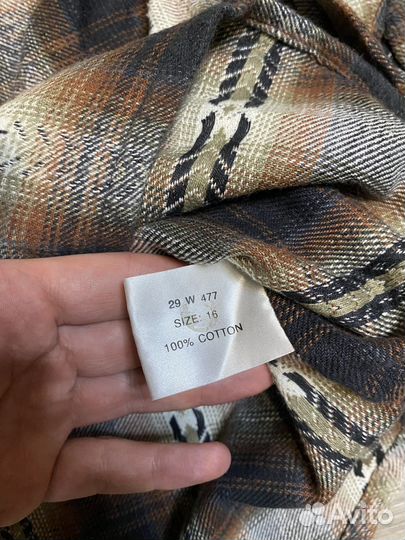 29 W 477
SIZE: 16
100% COTTON
Avito